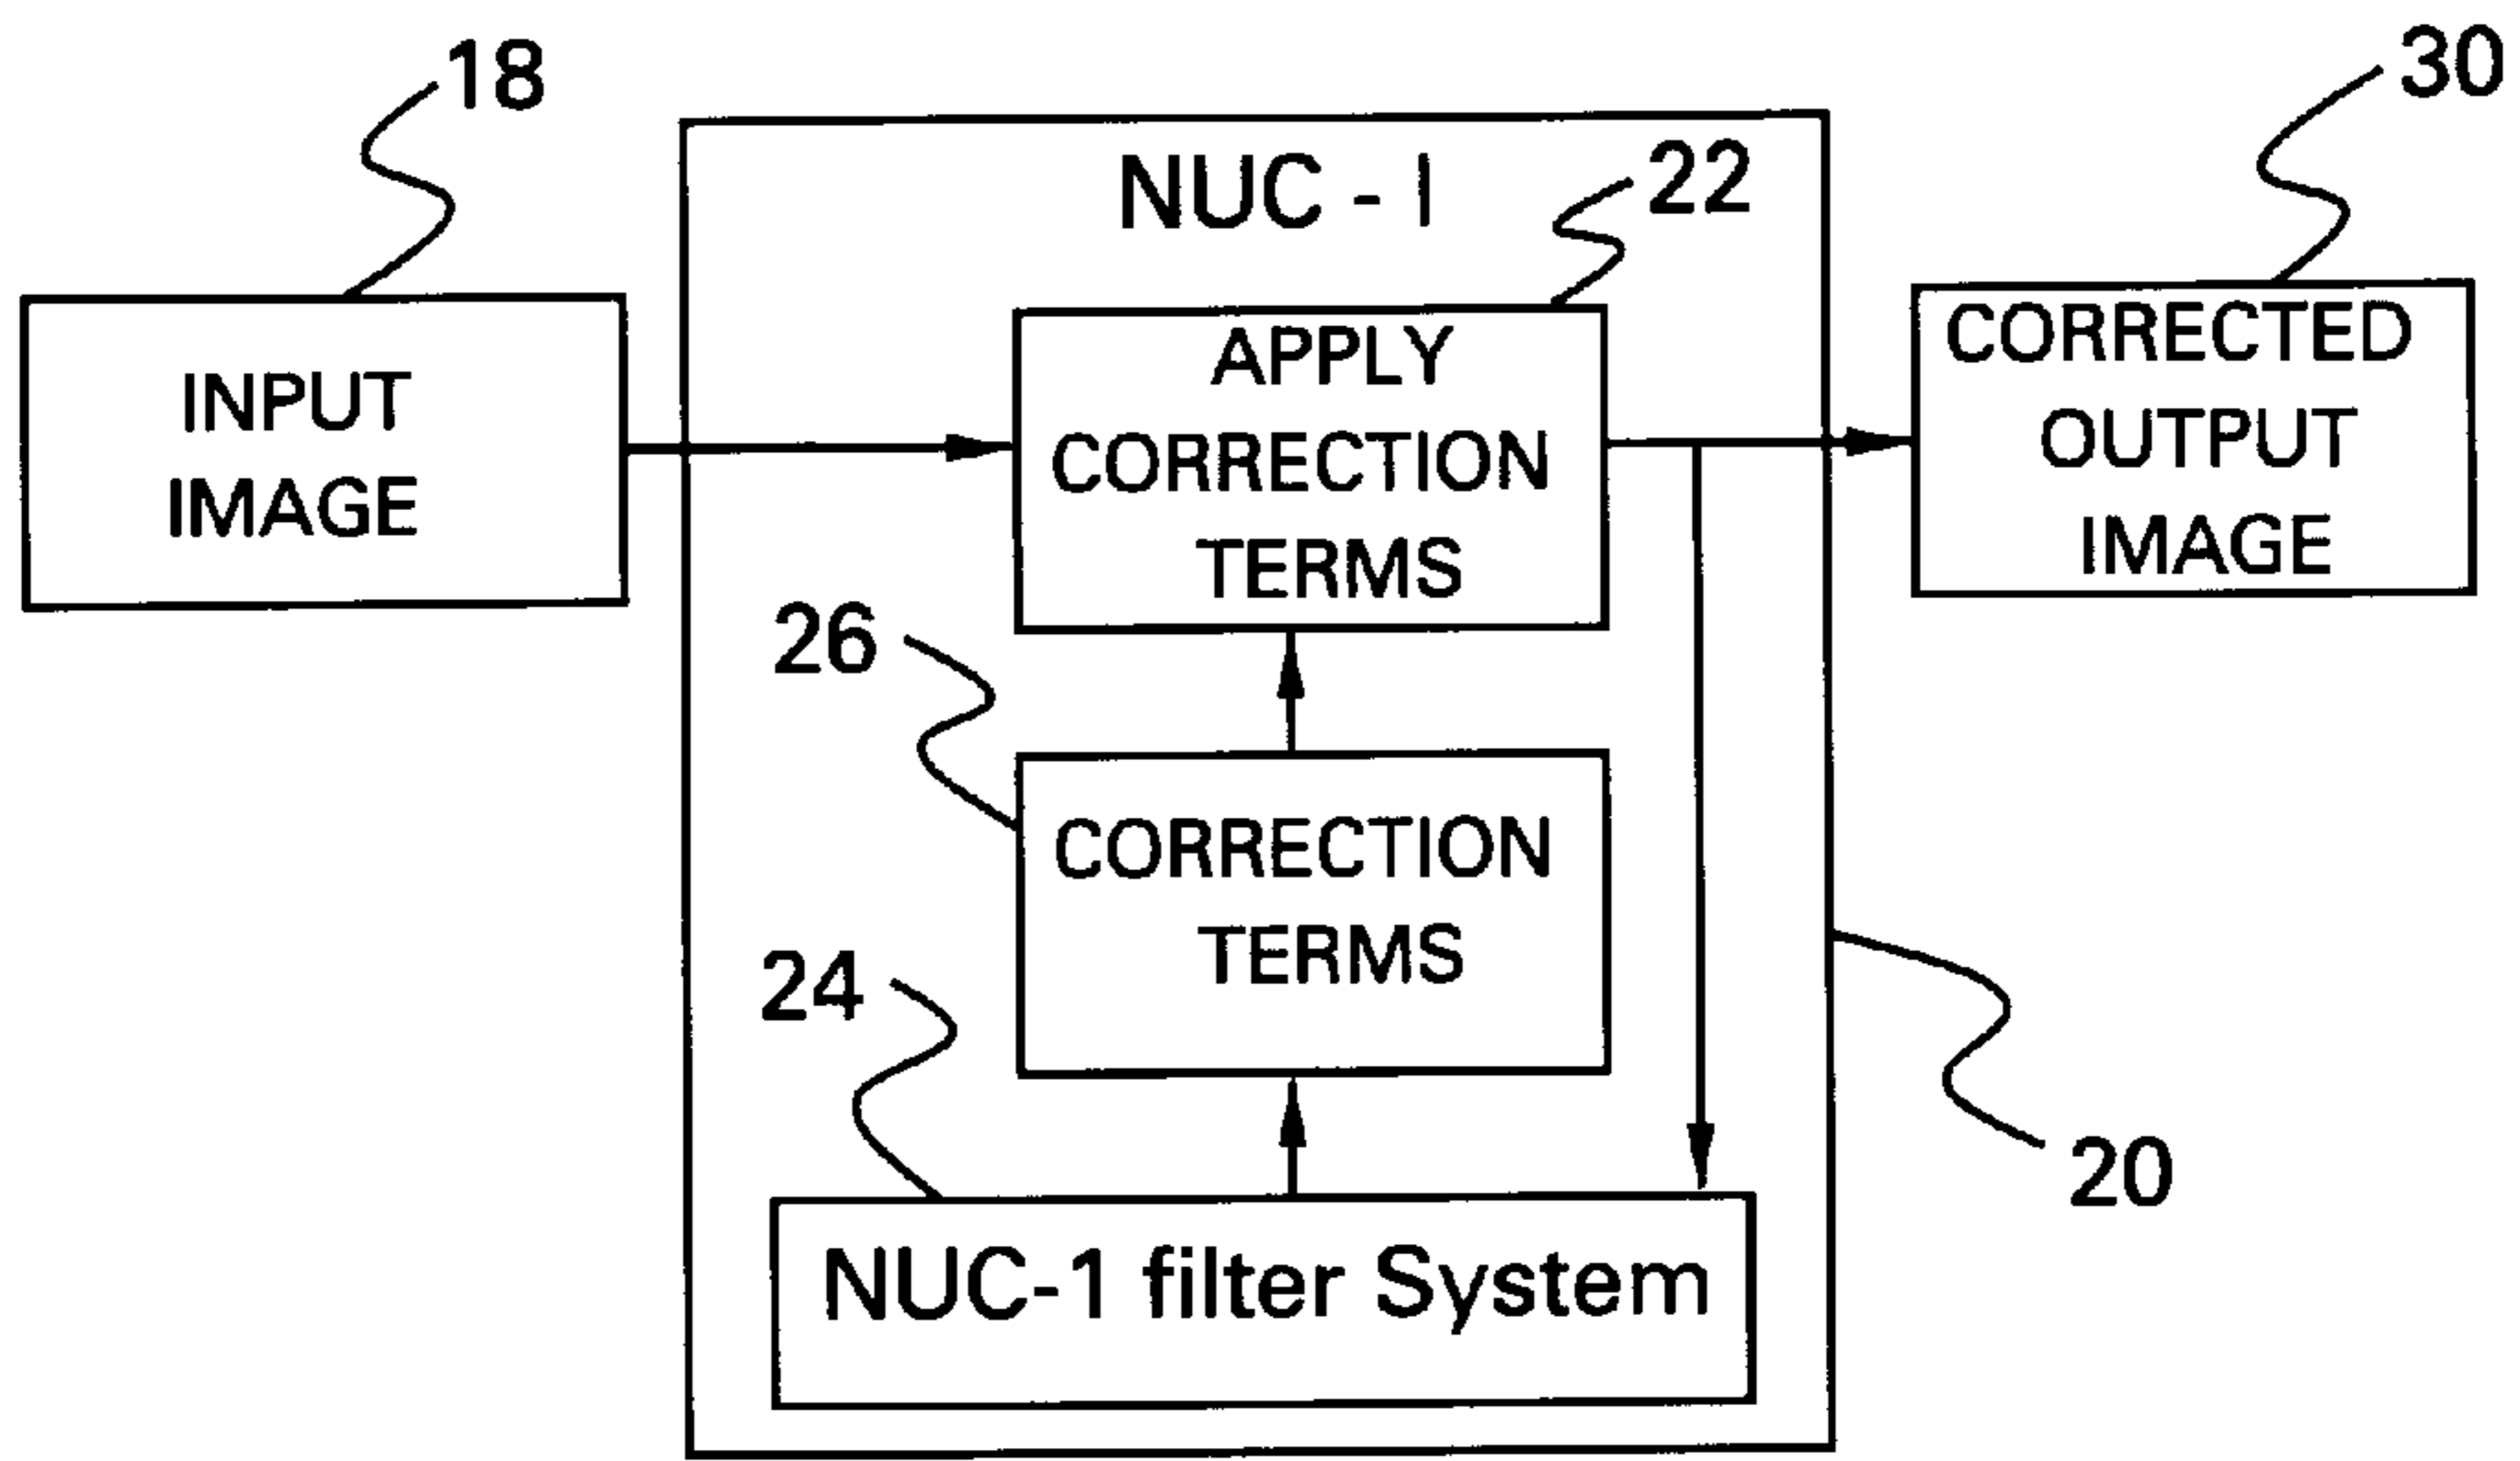 18
30
NUC - I
22
INPUT
IMAGE
APPLY
CORRECTION
TERMS
CORRECTED
OUTPUT
IMAGE
26
CORRECTION
TERMS
24
20
NUC-1 filter System